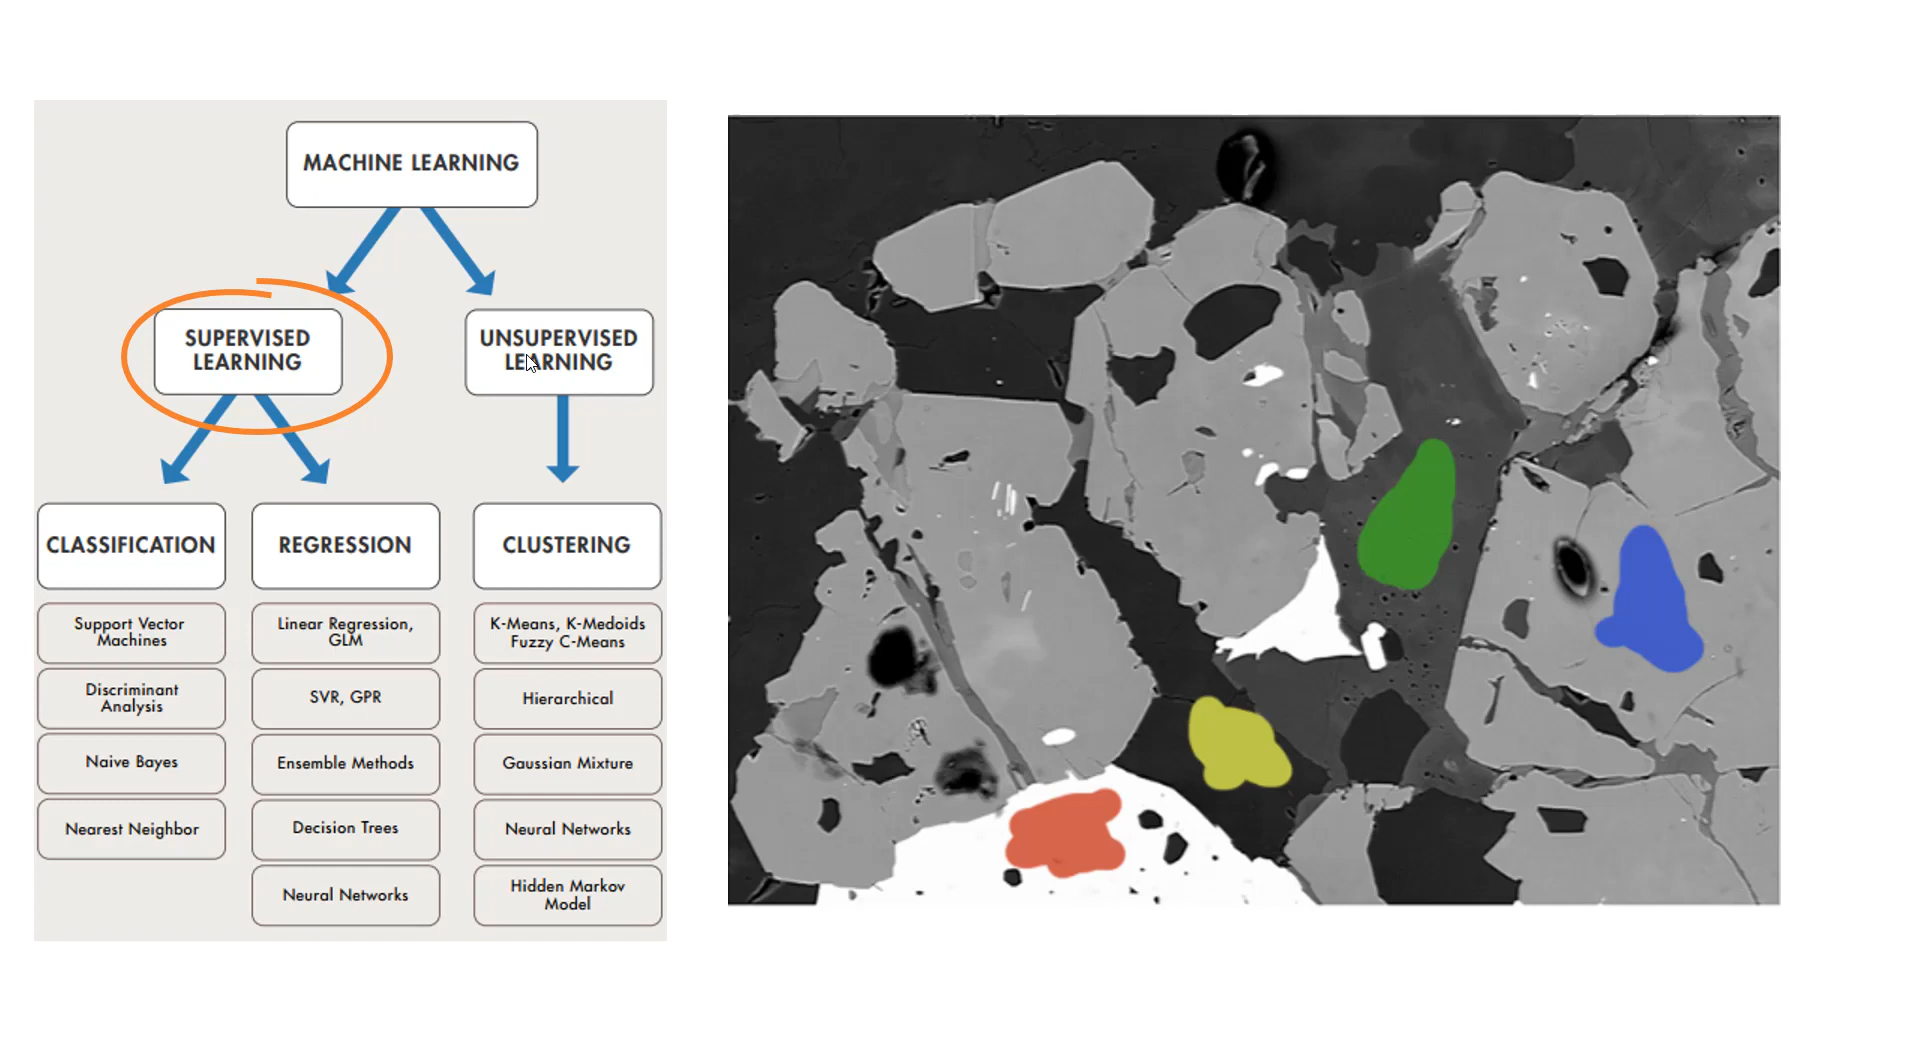 MACHINE LEARNING
SUPERVISED
LEARNING
UNSUPERVISED
LEARNING
CLASSIFICATION
REGRESSION
CLUSTERING
Support Vector
Machines
Linear Regression,
GLM
K-Means, K-Medoids
Fuzzy C-Means
Discriminant
Analysis
SVR, GPR
Hierarchical
Naive Bayes
Ensemble Methods
Gaussian Mixture
Nearest Neighbor
Decision Trees
Neural Networks
Neural Networks
Hidden Markov
Model